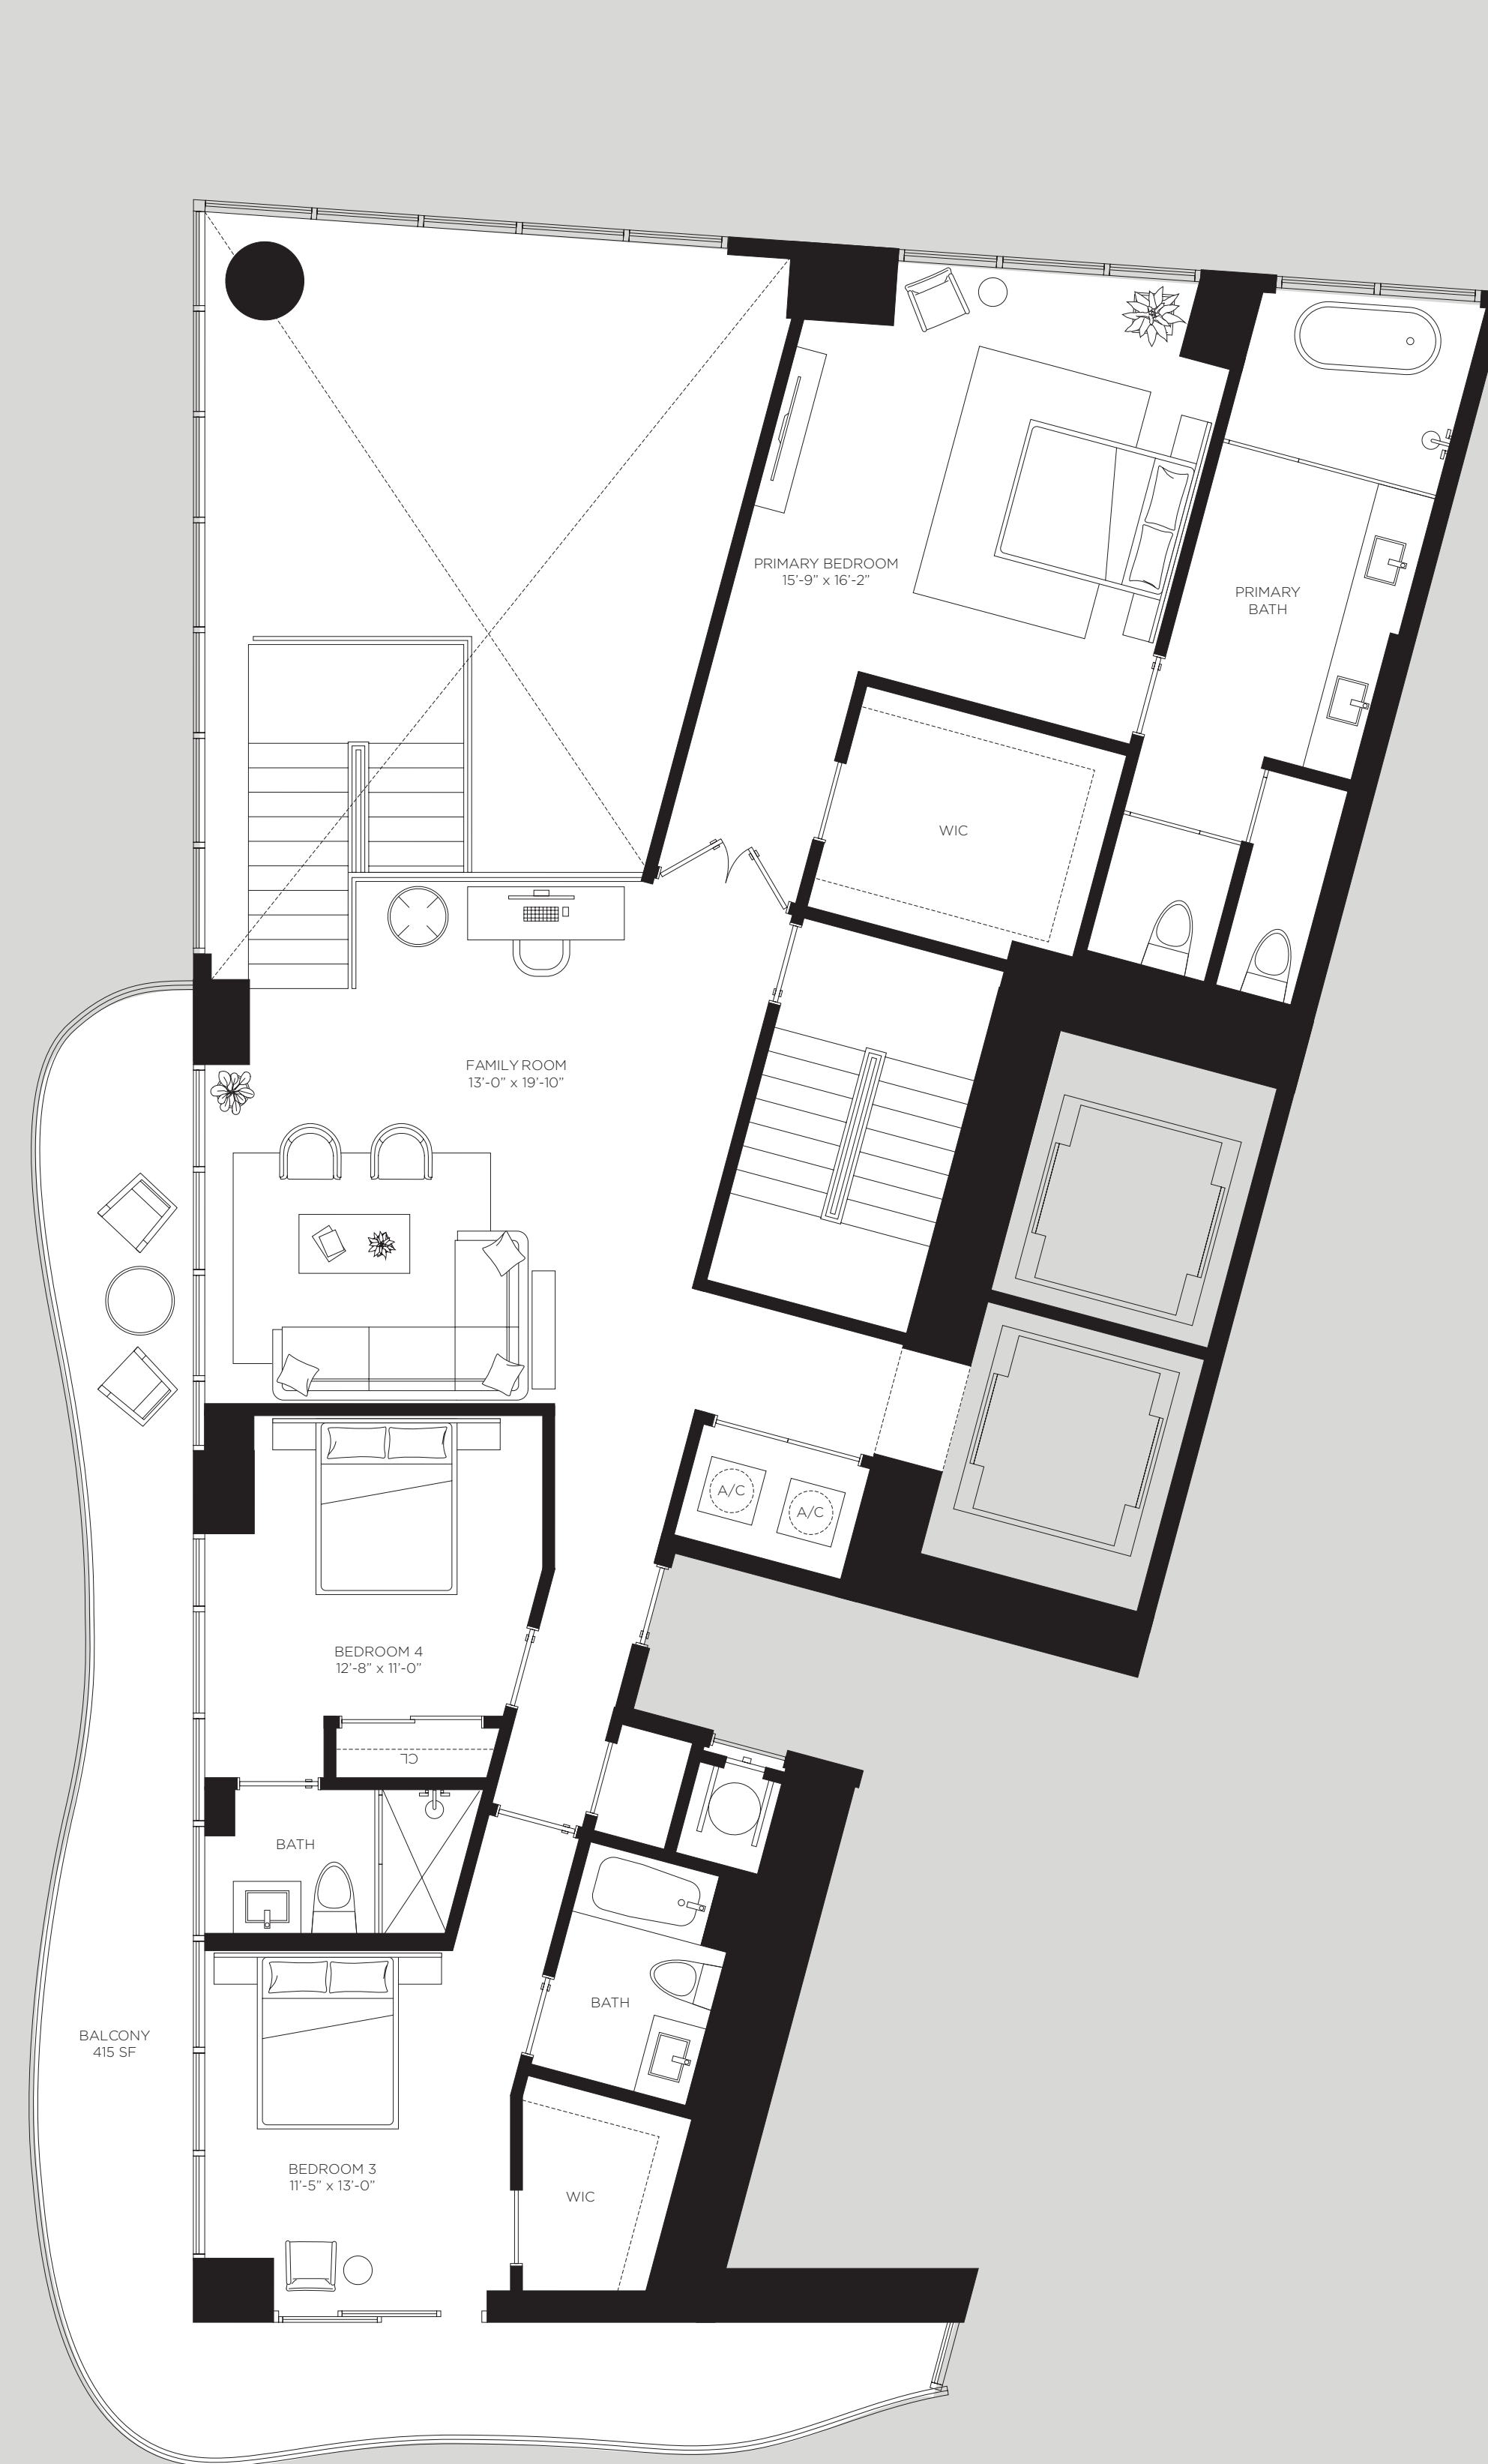 PRIMARY BEDROOM
15'-9" x 16'-2"
PRIMARY
BATH
WIC
FAMILY ROOM
13'-0" x 19'-10"
A/C
A/C
BEDROOM 4
12'-8" x 11'-0"
CL
BATH
BATH
BALCONY
415 SF
BEDROOM 3
11'-5" x 13'-0"
WIC